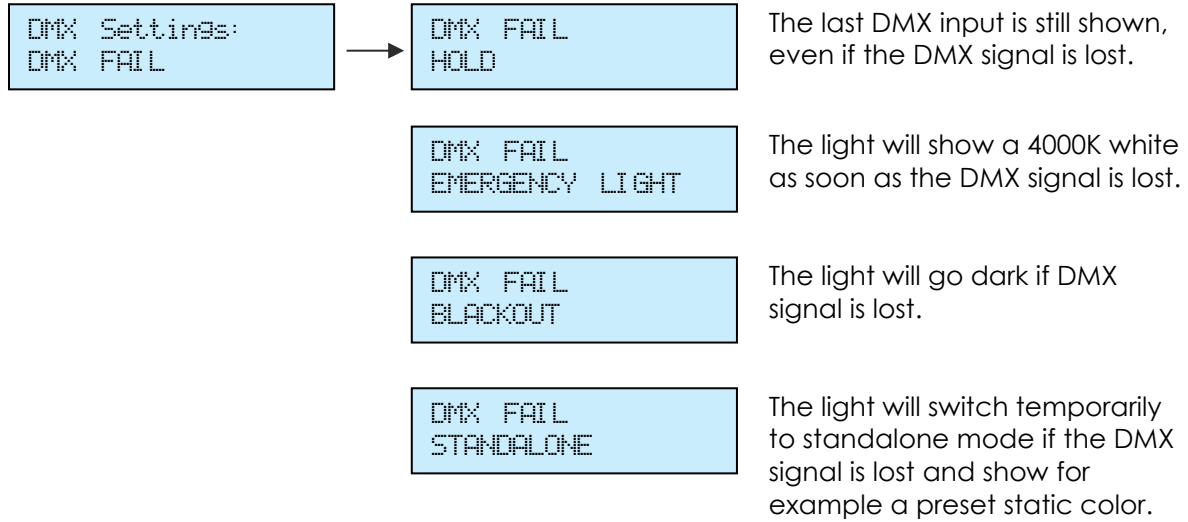 DMX Settings:
DMX FAIL
DMX FAIL
HOLD
The last DMX input is still shown,
even if the DMX signal is lost.
DMX FAIL
EMERGENCY LIGHT
The light will show a 4000K white
as soon as the DMX signal is lost.
DMX FAIL
BLACKOUT
The light will go dark if DMX
signal is lost.
DMX FAIL
STANDALONE
The light will switch temporarily
to standalone mode if the DMX
signal is lost and show for
example a preset static color.